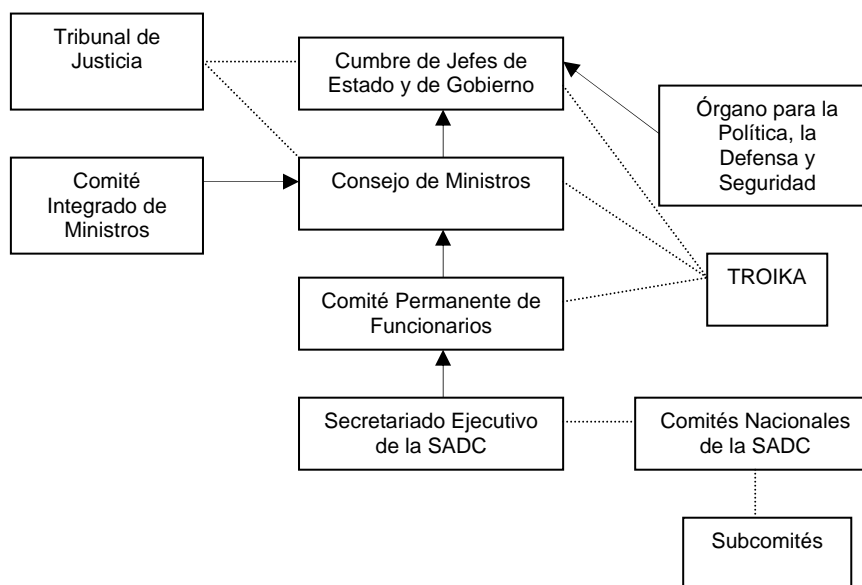 Tribunal de
Justicia
Cumbre de Jefes de
Estado y de Gobierno
Órgano para la
Política, la
Defensa y
Seguridad
Comité
Integrado de
Ministros
Consejo de Ministros
TROIKA
Comité Permanente de
Funcionarios
Secretariado Ejecutivo
de la SADC
Comités Nacionales
de la SADC
Subcomités